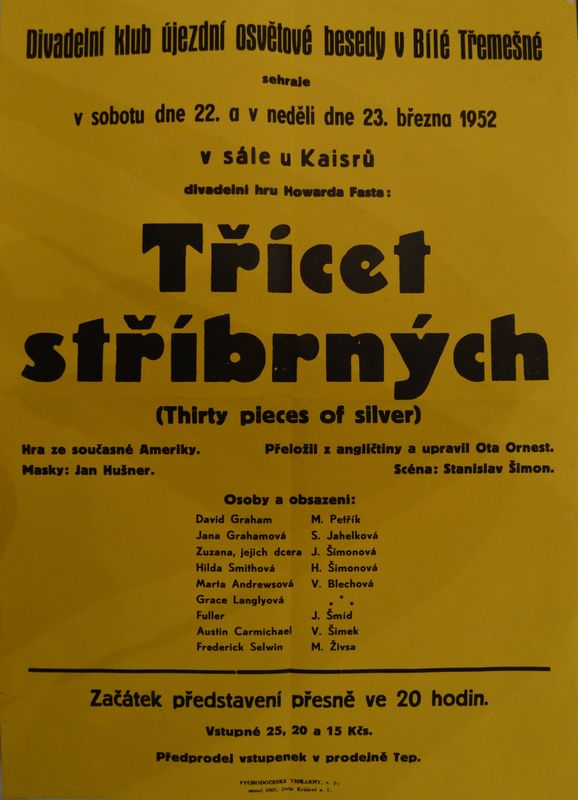 Divadelní klub újezdní osvětové besedy v Bílé Třemešné
sehraje
v sobotu dne 22. a v neděli dne 23. března 1952
v sále u Kaisrů
divadelní hru Howarda Fasta:
Třicet
stříbrných
(Thirty pieces of silver)
Hra ze současné Ameriky. Přeložil z angličtiny a upravil Ota Ornest.
Masky: Jan Hušner. Scéna: Stanislav Šimon.
Osoby a obsazení:
David Graham M. Petřík
Jana Grahamová S. Jahelková
Zuzana, jejich dcera J. Šimonová
Hilda Smithová H. Šimonová
Marta Andrewsová V. Blechová
Grace Langlyová * * *
Fuller J. Šmíd
Austin Carmichael V. Šimek
Frederick Selwin M. Živsa
Začátek představení přesně ve 20 hodin.
Vstupné 25, 20 a 15 Kčs.
Předprodej vstupenek v prodejně Tep.
VÝCHODOČESKÉ TISKÁRNY, n. p.,
závod Dvůr Králové n. L.